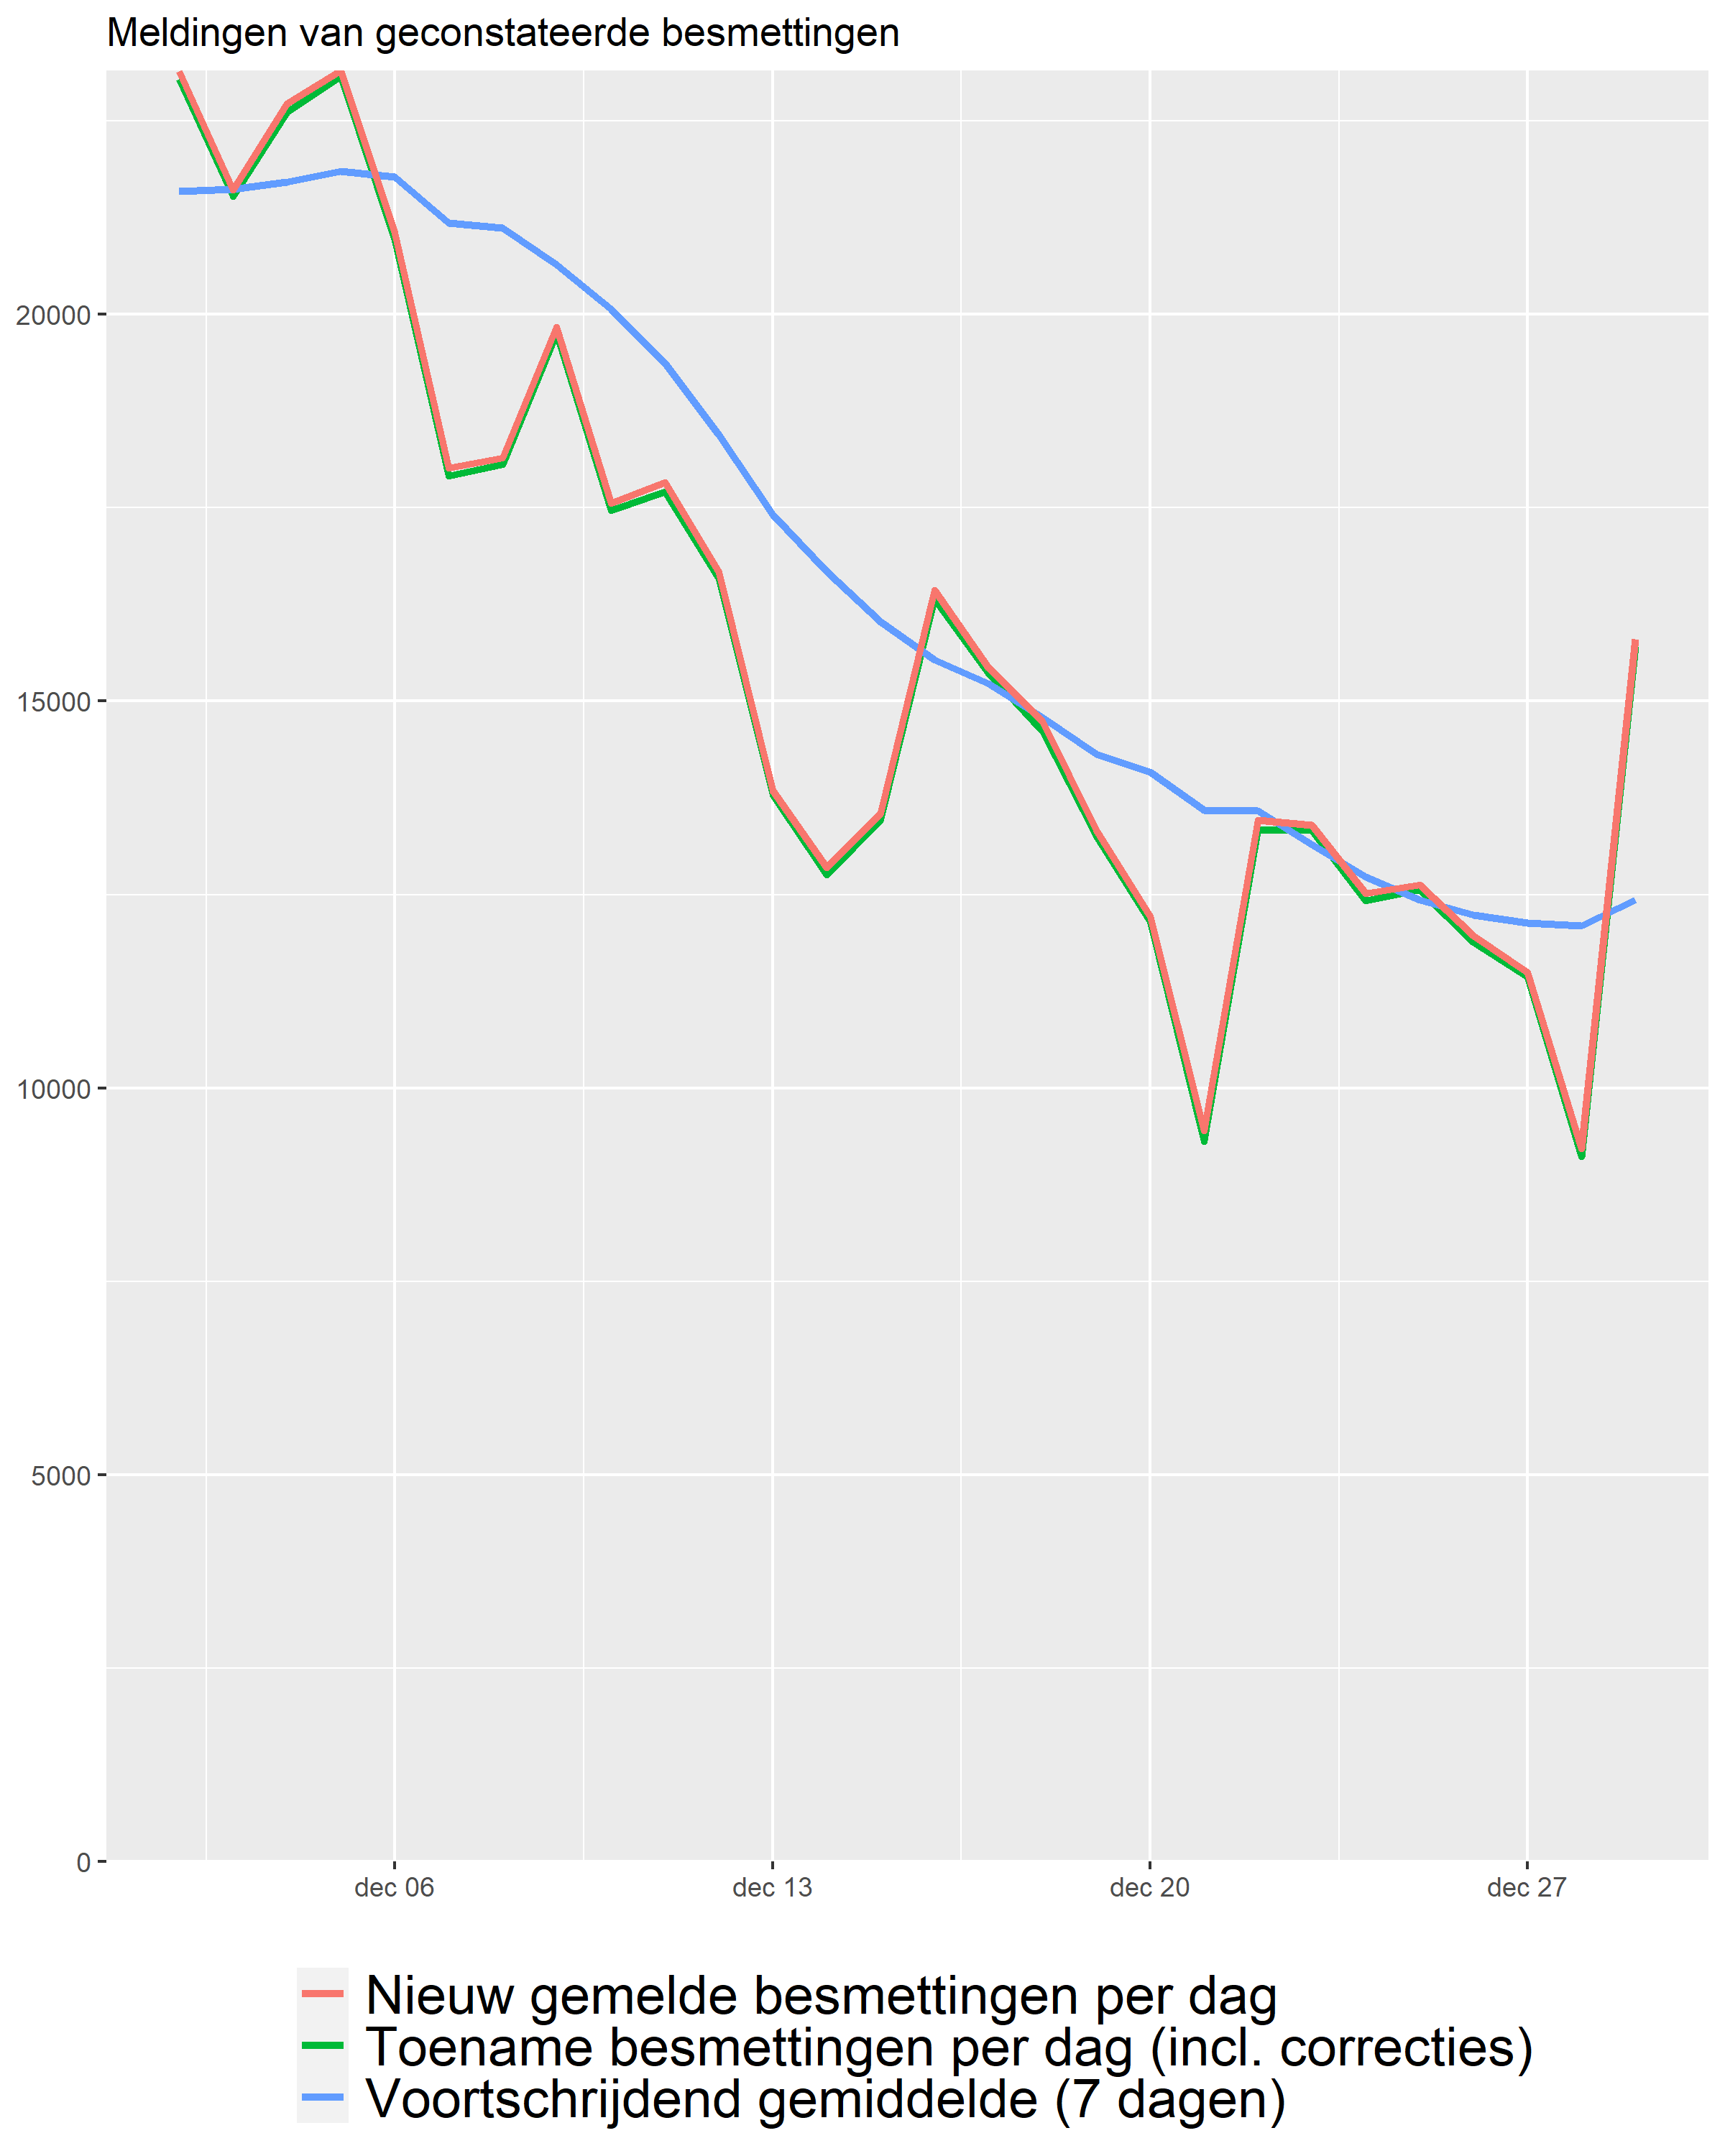 Meldingen van geconstateerde besmettingen
20000
15000
10000
5000
0
dec 06 dec 13 dec 20 dec 27
Nieuw gemelde besmettingen per dag
Toename besmettingen per dag (incl. correcties)
Voortschrijdend gemiddelde (7 dagen)